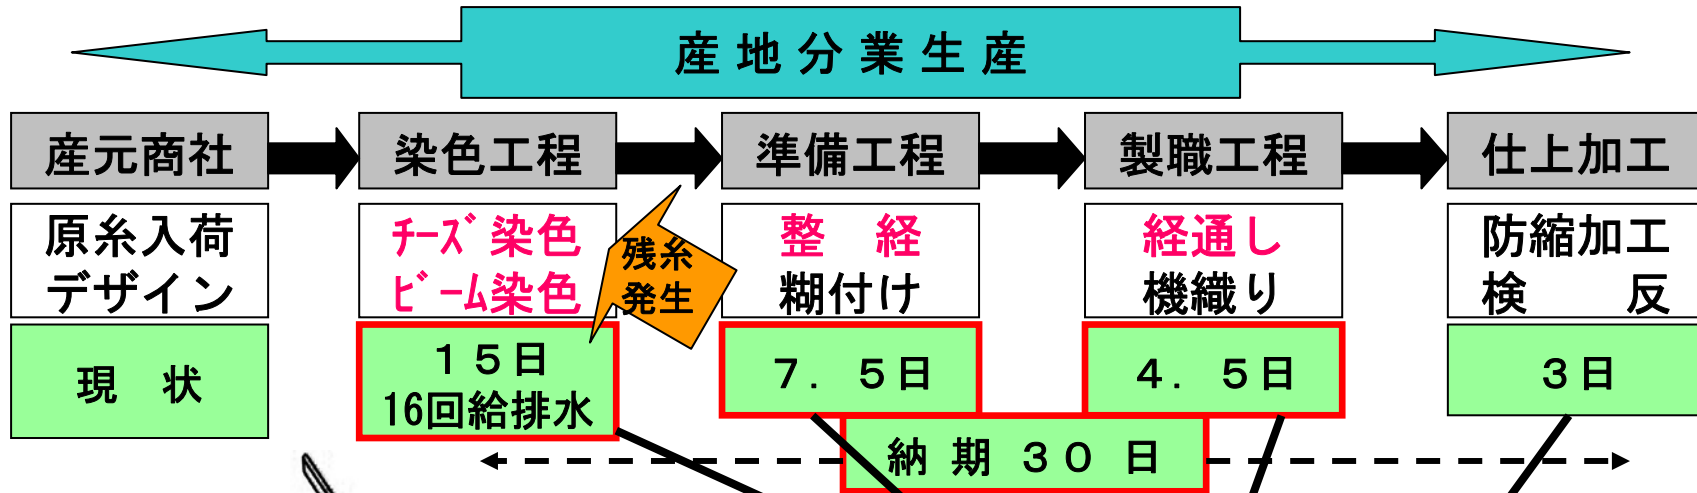 産地分業生産
産元商社
染色工程
準備工程
製職工程
仕上加工
原糸入荷
デザイン
ﾁｰｽﾞ染色
ﾋﾞｰﾑ染色
残糸
発生
整　経
糊付け
経通し
機織り
防縮加工
検　　反
現　状
１５日
16回給排水
７．５日
４．５日
３日
納期３０日